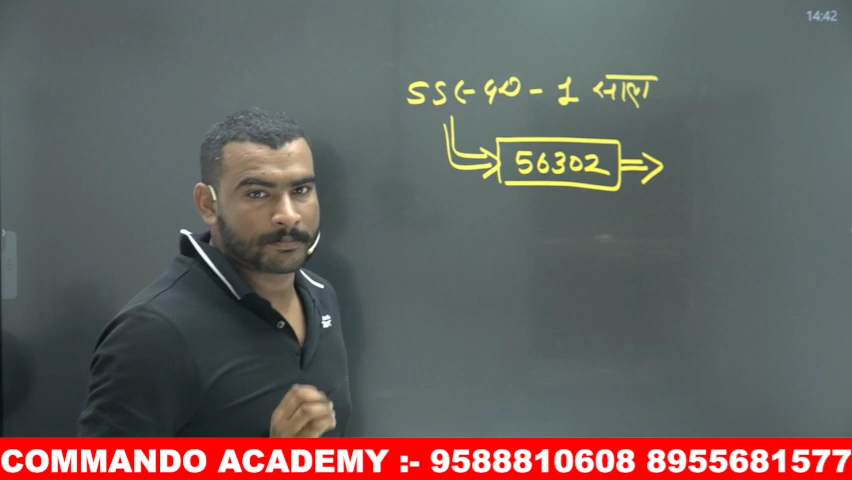 14:42
SSC-GD - 1 साल
56302
COMMANDO ACADEMY :- 9588810608 8955681577